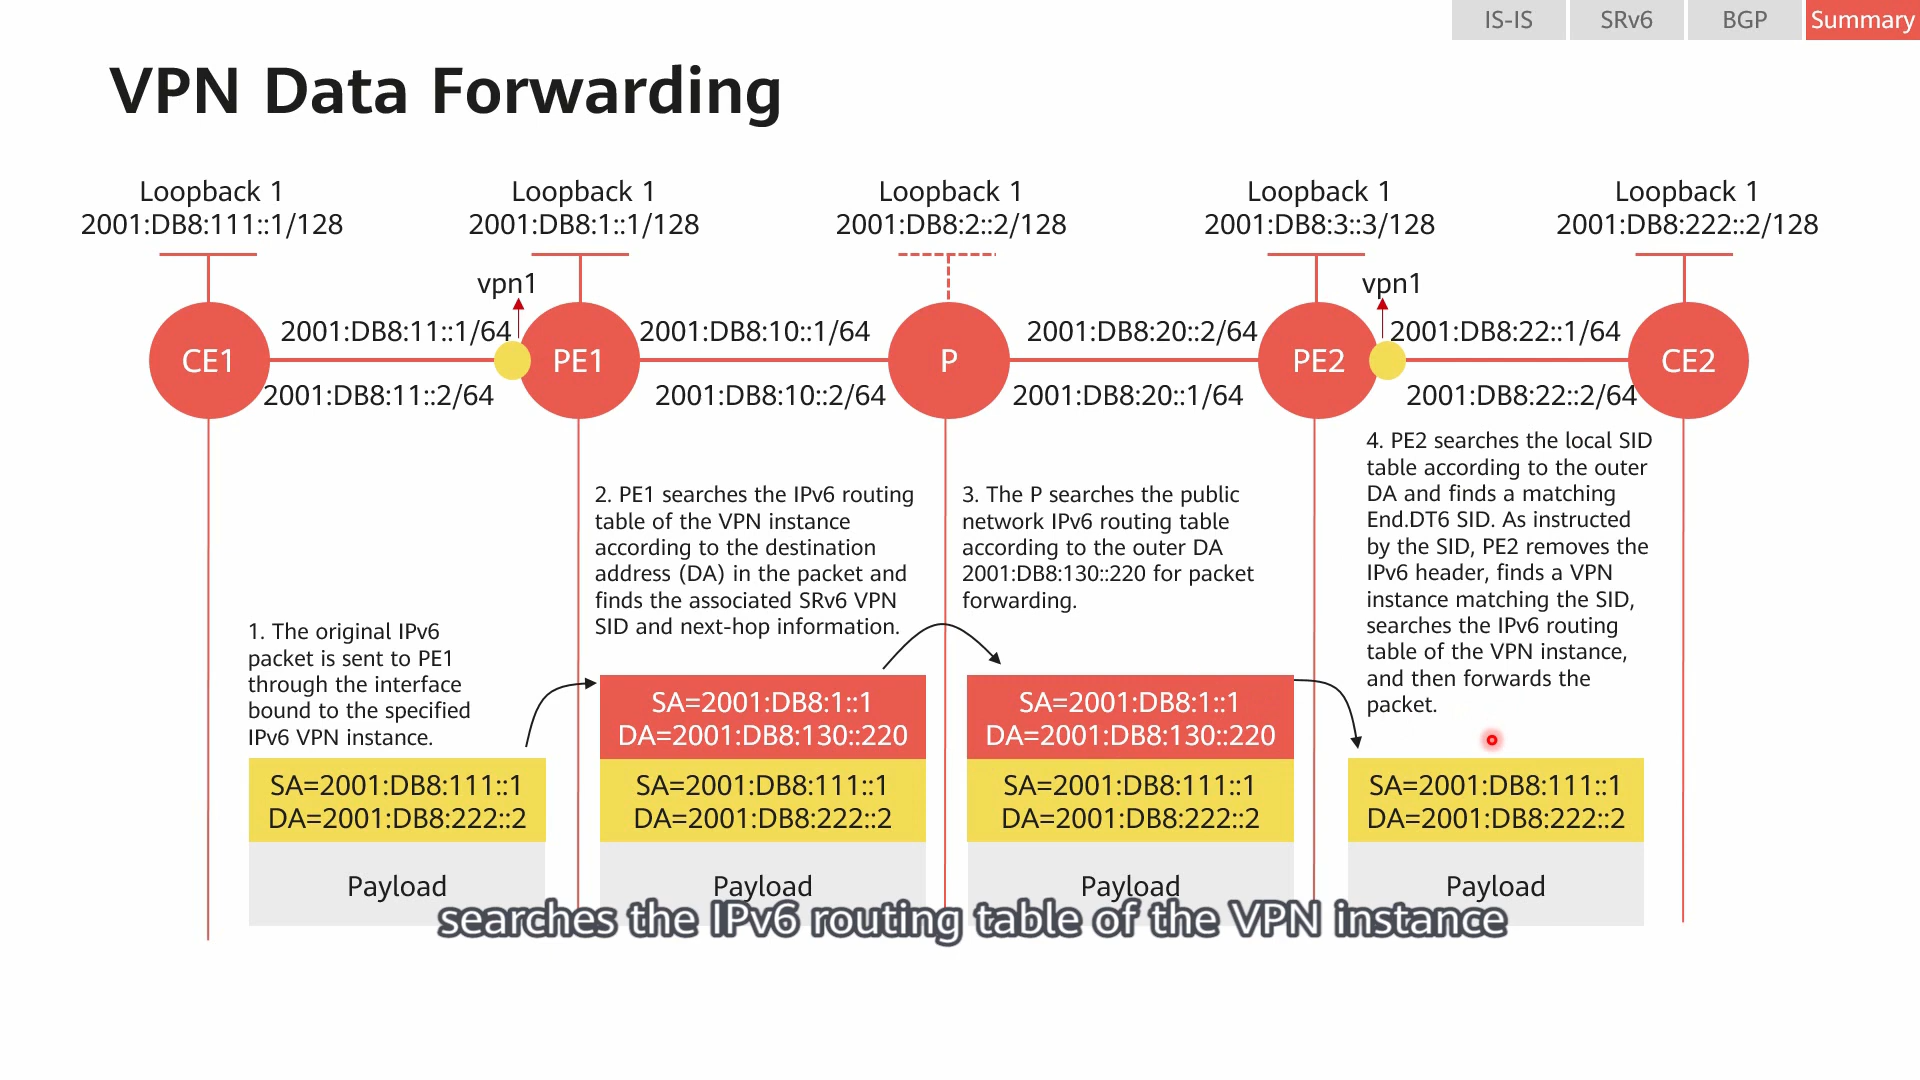 IS-IS
SRv6
BGP
Summary
VPN Data Forwarding
Loopback 1
2001:DB8:111::1/128
Loopback 1
2001:DB8:1::1/128
Loopback 1
2001:DB8:2::2/128
Loopback 1
2001:DB8:3::3/128
Loopback 1
2001:DB8:222::2/128
vpn1
vpn1
2001:DB8:11::1/64
2001:DB8:10::1/64
2001:DB8:20::2/64
2001:DB8:22::1/64
CE1
PE1
P
PE2
CE2
2001:DB8:11::2/64
2001:DB8:10::2/64
2001:DB8:20::1/64
2001:DB8:22::2/64
1. The original IPv6
packet is sent to PE1
through the interface
bound to the specified
IPv6 VPN instance.
2. PE1 searches the IPv6 routing
table of the VPN instance
according to the destination
address (DA) in the packet and
finds the associated SRv6 VPN
SID and next-hop information.
3. The P searches the public
network IPv6 routing table
according to the outer DA
2001:DB8:130::220 for packet
forwarding.
4. PE2 searches the local SID
table according to the outer
DA and finds a matching
End.DT6 SID. As instructed
by the SID, PE2 removes the
IPv6 header, finds a VPN
instance matching the SID,
searches the IPv6 routing
table of the VPN instance,
and then forwards the
packet.
SA=2001:DB8:111::1
DA=2001:DB8:222::2
Payload
SA=2001:DB8:1::1
DA=2001:DB8:130::220
SA=2001:DB8:111::1
DA=2001:DB8:222::2
Payload
SA=2001:DB8:1::1
DA=2001:DB8:130::220
SA=2001:DB8:111::1
DA=2001:DB8:222::2
Payload
SA=2001:DB8:111::1
DA=2001:DB8:222::2
Payload
searches the IPv6 routing table of the VPN instance